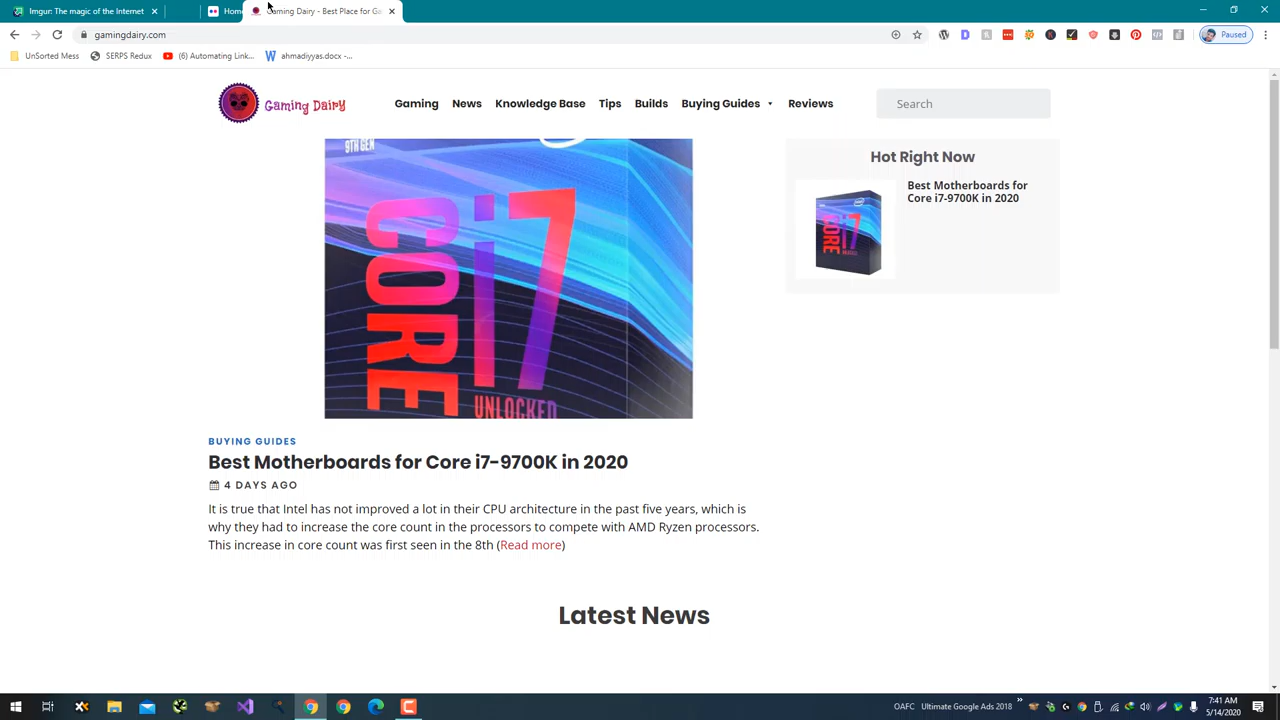 Imgur: The magic of the Internet
Hom
Gaming Dairy - Best Place for Ga
gamingdairy.com
Paused
UnSorted Mess
SERPS Redux
(6) Automating Link...
ahmadiyyas.docx -...
Gaming Dairy
Gaming
News
Knowledge Base
Tips
Builds
Buying Guides
Reviews
Search
9TH GEN
CORE i7
UNLOCKED
Hot Right Now
Best Motherboards for
Core i7-9700K in 2020
CORE i7
BUYING GUIDES
Best Motherboards for Core i7-9700K in 2020
4 DAYS AGO
It is true that Intel has not improved a lot in their CPU architecture in the past five years, which is
why they had to increase the core count in the processors to compete with AMD Ryzen processors.
This increase in core count was first seen in the 8th (Read more)
Latest News
OAFC
Ultimate Google Ads 2018
7:41 AM
5/14/2020